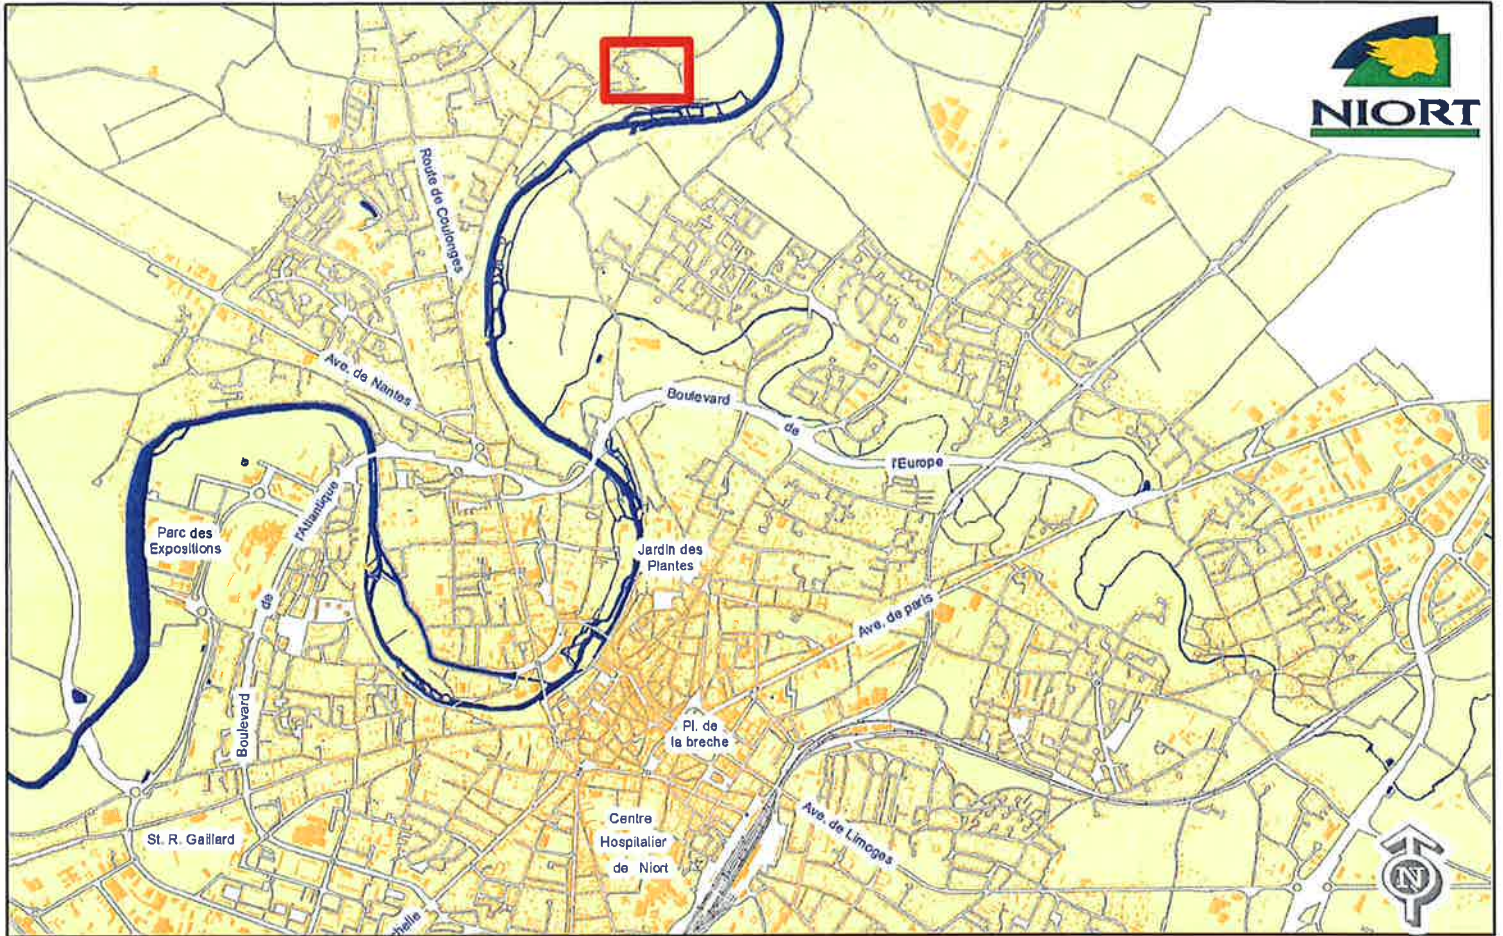 NIORT
Route de Coulonges
Ave. de Nantes
Boulevard
de
l'Europe
Parc des
Expositions
l'Atlantique
de
Boulevard
Jardin des
Plantes
Ave. de paris
Pl. de
la breche
Centre
Hospitalier
de Niort
Ave. de Limoges
St. R. Gaillard
helle
N